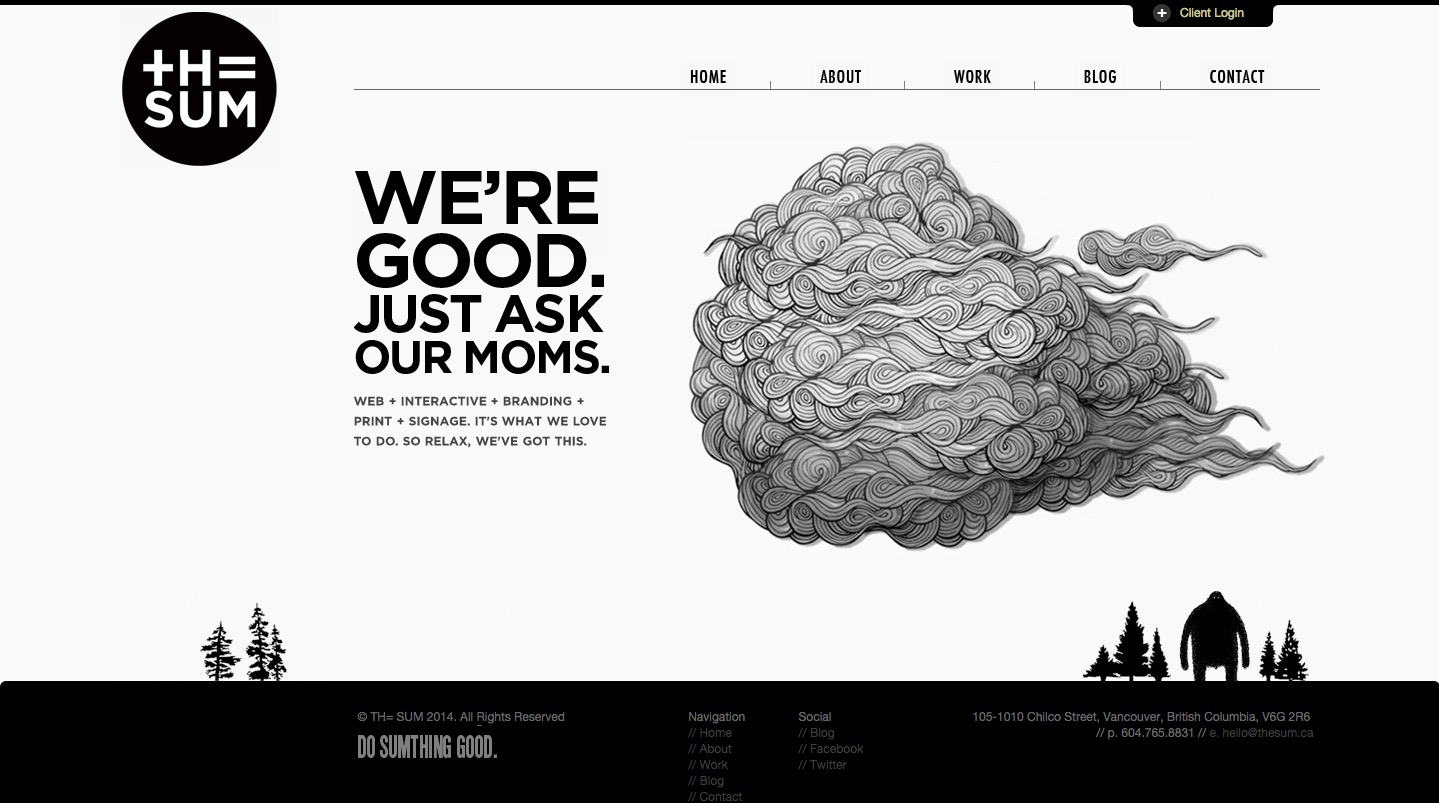 + Client Login
tH=
SUM
HOME
ABOUT
WORK
BLOG
CONTACT
WE'RE
GOOD.
JUST ASK
OUR MOMS.
WEB + INTERACTIVE + BRANDING +
PRINT + SIGNAGE. IT'S WHAT WE LOVE
TO DO. SO RELAX, WE'VE GOT THIS.
© TH= SUM 2014. All Rights Reserved
DO SUMTHING GOOD.
Navigation
// Home
// About
// Work
// Blog
// Contact
Social
// Blog
// Facebook
// Twitter
105-1010 Chilco Street, Vancouver, British Columbia, V6G 2R6
// p. 604.765.8831 // e. hello@thesum.ca